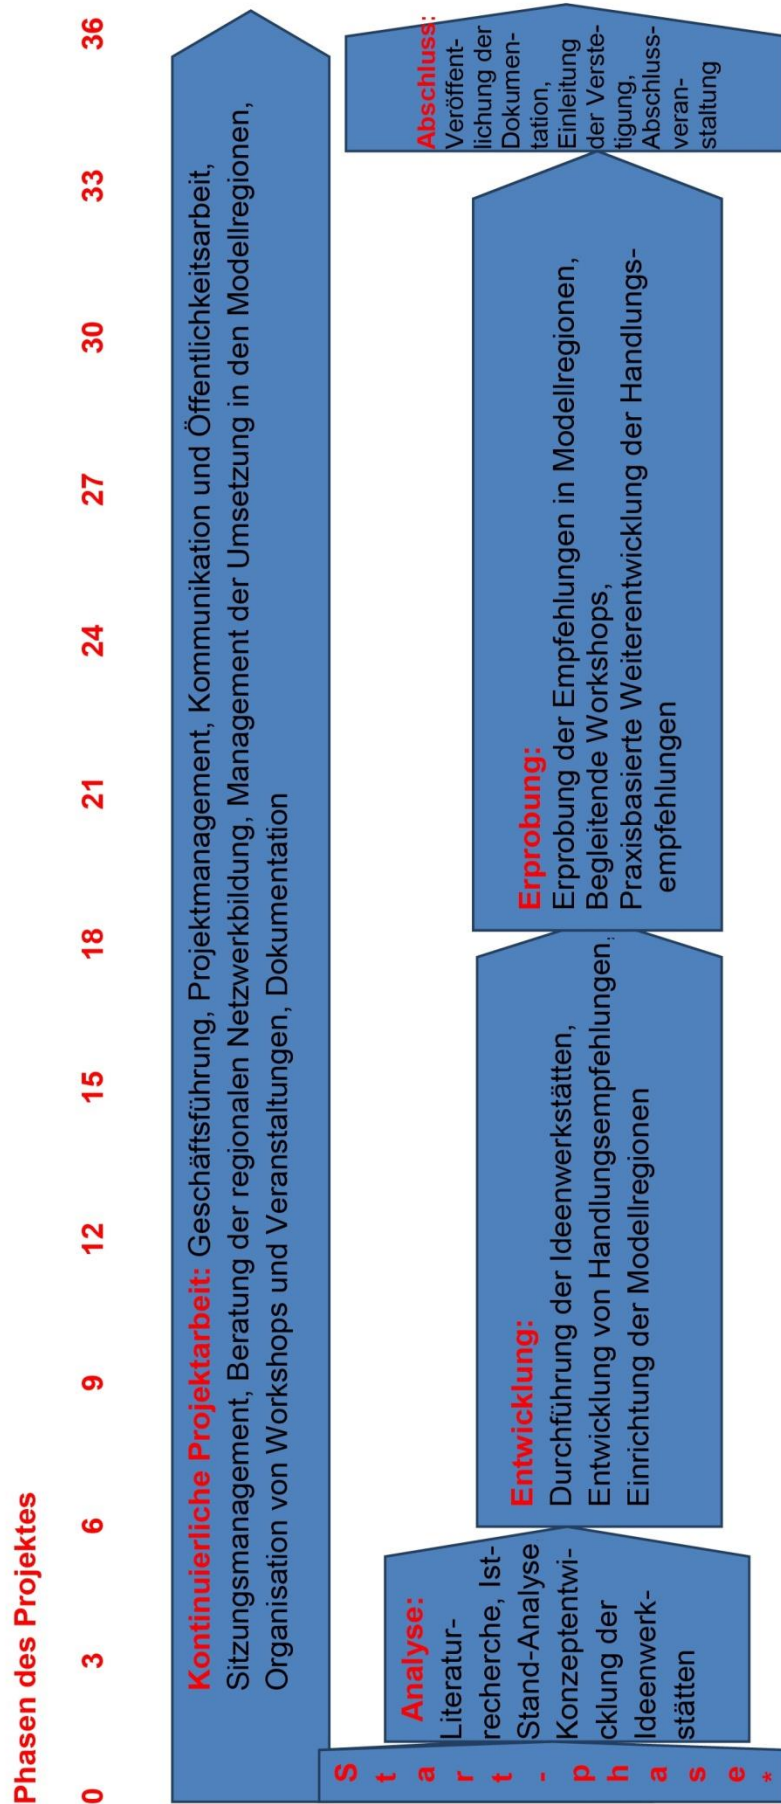 Phasen des Projektes
0 3 6 9 12 15 18 21 24 27 30 33 36
Kontinuierliche Projektarbeit: Geschäftsführung, Projektmanagement, Kommunikation und Öffentlichkeitsarbeit,
Sitzungsmanagement, Beratung der regionalen Netzwerkbildung, Management der Umsetzung in den Modellregionen,
Organisation von Workshops und Veranstaltungen, Dokumentation
Start-phase*
Analyse:
Literatur-
recherche, Ist-
Stand-Analyse
Konzeptentwi-
cklung der
Ideenwerk-
stätten
Entwicklung:
Durchführung der Ideenwerkstätten,
Entwicklung von Handlungsempfehlungen,
Einrichtung der Modellregionen
Erprobung:
Erprobung der Empfehlungen in Modellregionen,
Begleitende Workshops,
Praxisbasierte Weiterentwicklung der Handlungs-
empfehlungen
Abschluss:
Veröffent-
lichung der
Dokumen-
tation,
Einleitung
der Verste-
tigung,
Abschluss-
veran-
staltung